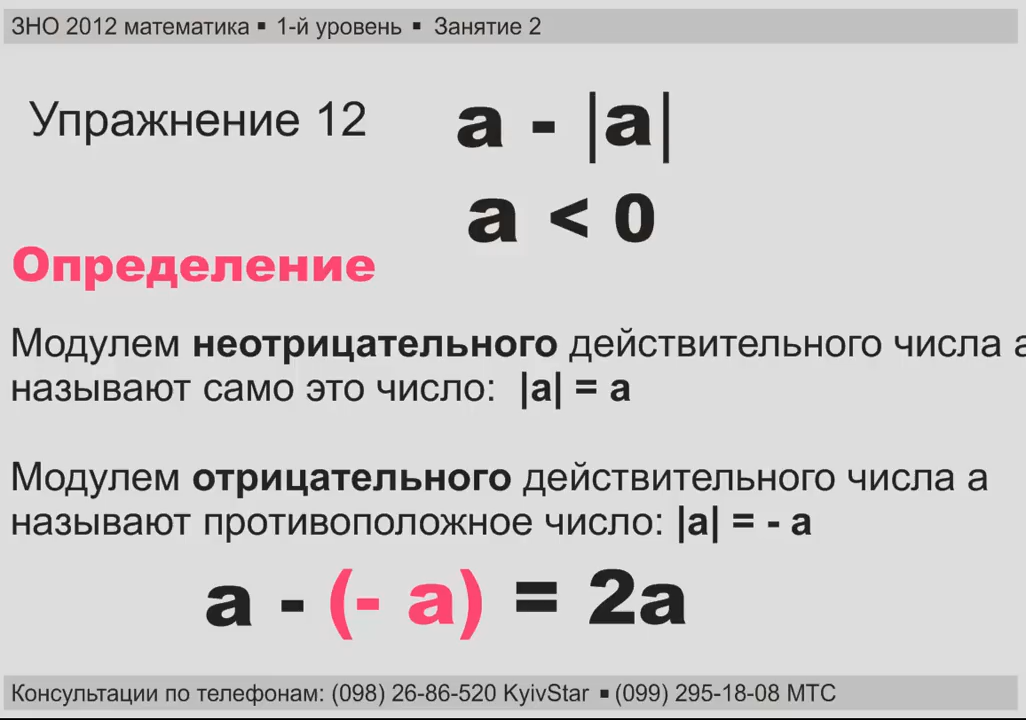 ЗНО 2012 математика ▪ 1-й уровень ▪ Занятие 2
Упражнение 12
a - |a|
a < 0
Определение
Модулем неотрицательного действительного числа a
называют само это число: |a| = a
Модулем отрицательного действительного числа a
называют противоположное число: |a| = - a
a - (- a) = 2a
Консультации по телефонам: (098) 26-86-520 KyivStar ▪ (099) 295-18-08 МТС